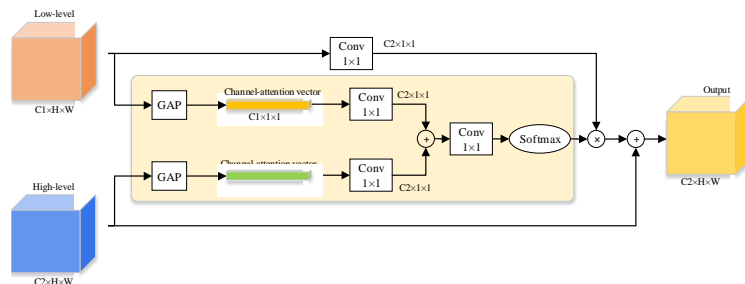 Low-level
C1×H×W
Conv
1×1
C2×1×1
GAP
Channel-attention vector
C1×1×1
Conv
1×1
C2×1×1
+
Conv
1×1
Softmax
×
+
Output
C2×H×W
GAP
Channel-attention vector
Conv
1×1
C2×1×1
High-level
C2×H×W